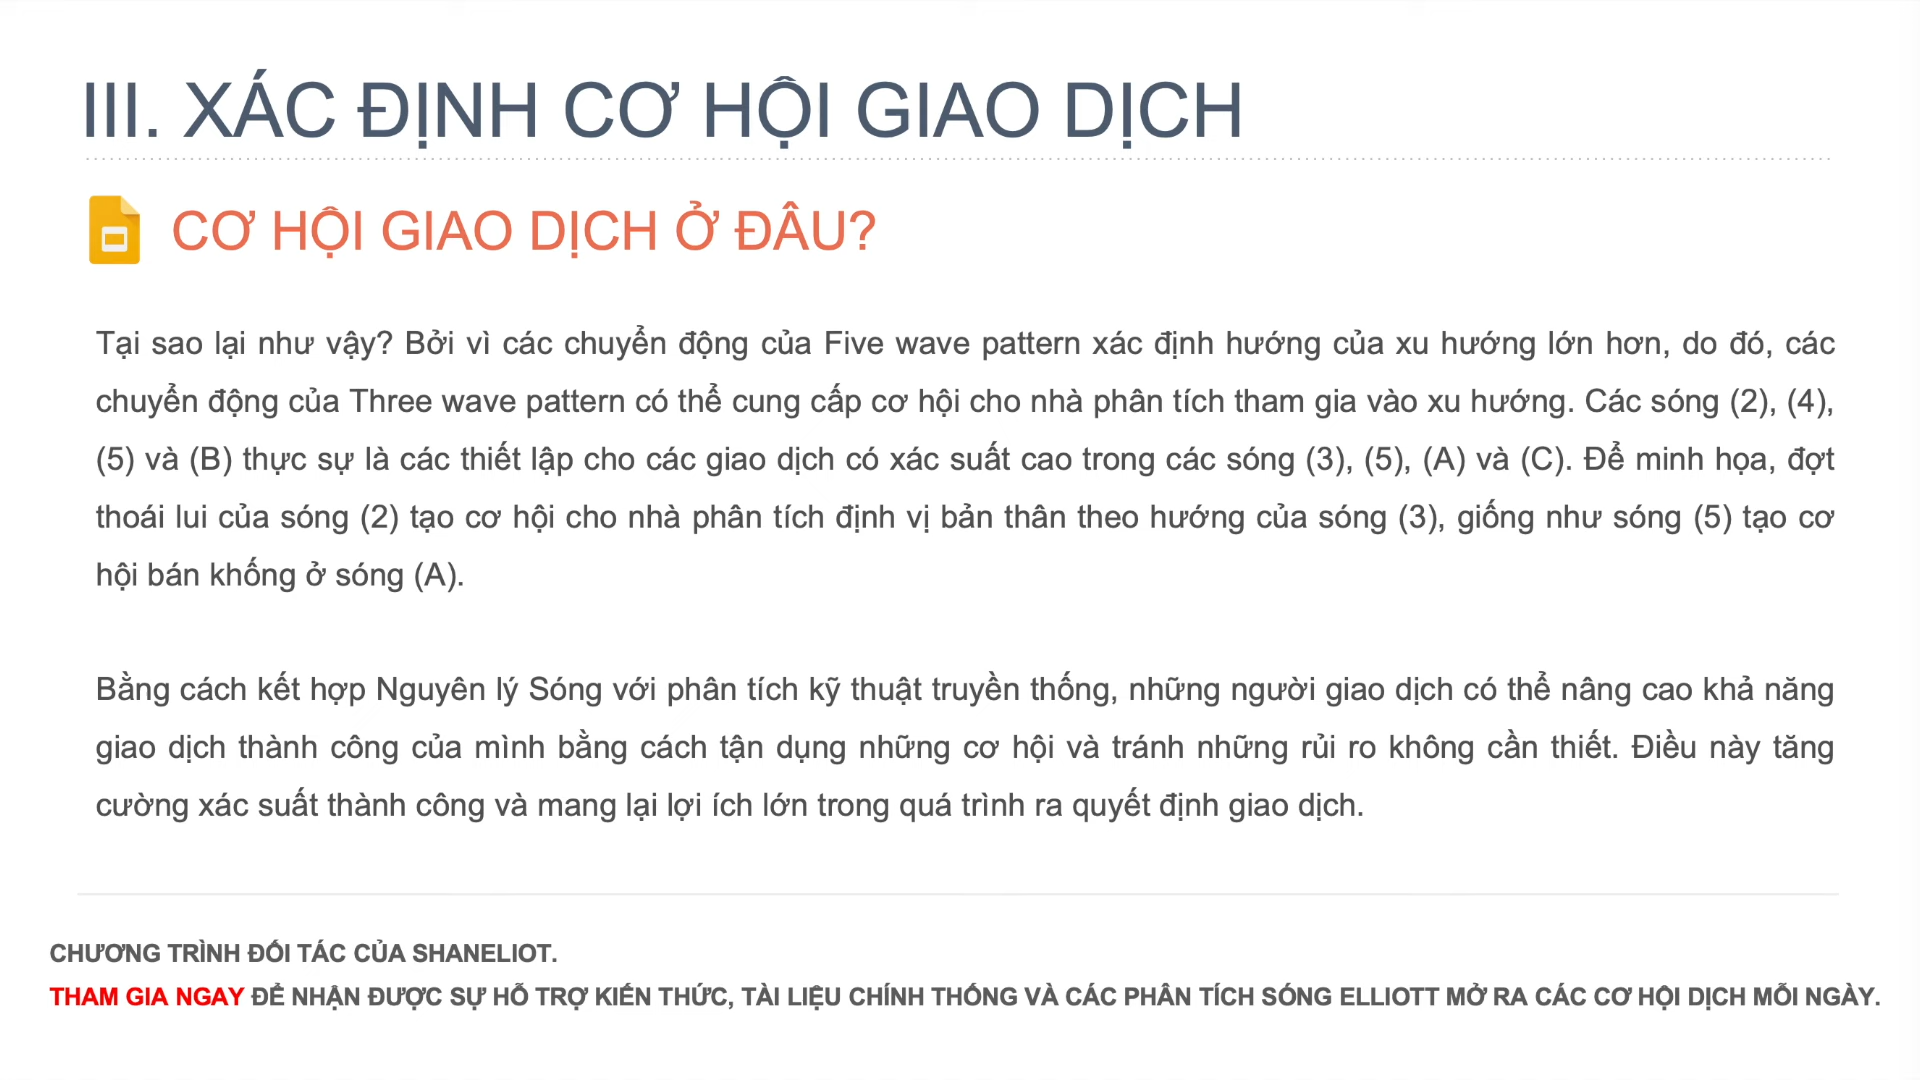 III. XÁC ĐỊNH CƠ HỘI GIAO DỊCH
CƠ HỘI GIAO DỊCH Ở ĐÂU?
Tại sao lại như vậy? Bởi vì các chuyển động của Five wave pattern xác định hướng của xu hướng lớn hơn, do đó, các
chuyển động của Three wave pattern có thể cung cấp cơ hội cho nhà phân tích tham gia vào xu hướng. Các sóng (2), (4),
(5) và (B) thực sự là các thiết lập cho các giao dịch có xác suất cao trong các sóng (3), (5), (A) và (C). Để minh họa, đợt
thoái lui của sóng (2) tạo cơ hội cho nhà phân tích định vị bản thân theo hướng của sóng (3), giống như sóng (5) tạo cơ
hội bán khống ở sóng (A).
Bằng cách kết hợp Nguyên lý Sóng với phân tích kỹ thuật truyền thống, những người giao dịch có thể nâng cao khả năng
giao dịch thành công của mình bằng cách tận dụng những cơ hội và tránh những rủi ro không cần thiết. Điều này tăng
cường xác suất thành công và mang lại lợi ích lớn trong quá trình ra quyết định giao dịch.
CHƯƠNG TRÌNH ĐỐI TÁC CỦA SHANELIOT.
THAM GIA NGAY ĐỂ NHẬN ĐƯỢC SỰ HỖ TRỢ KIẾN THỨC, TÀI LIỆU CHÍNH THỐNG VÀ CÁC PHÂN TÍCH SÓNG ELLIOTT MỞ RA CÁC CƠ HỘI DỊCH MỖI NGÀY.